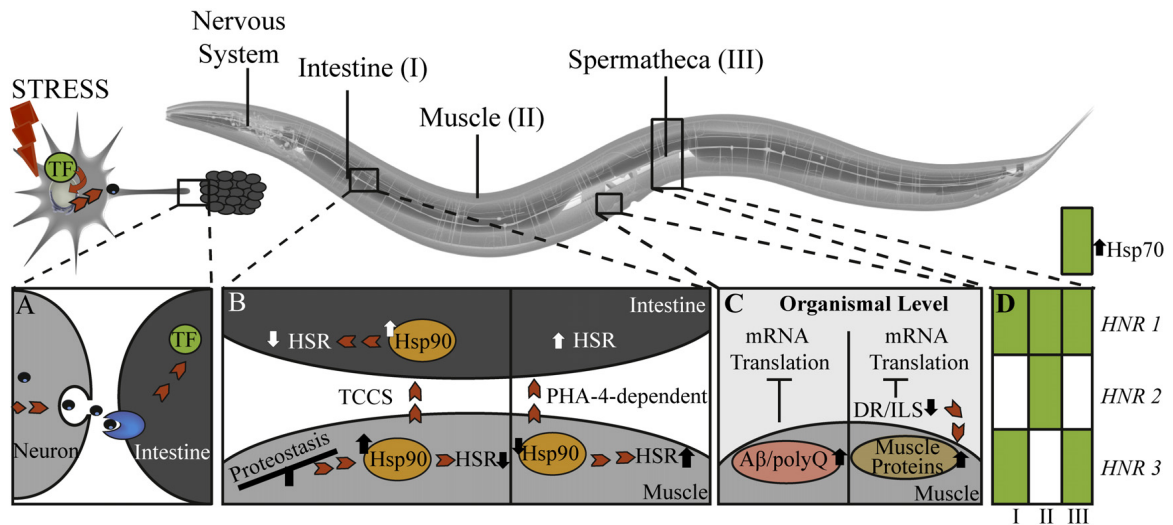 Nervous
System
Intestine (I)
Muscle (II)
Spermatheca (III)
STRESS
TF
Hsp70
A
TF
Neuron
Intestine
B
Intestine
HSR
Hsp90
HSR
TCCS
PHA-4-dependent
Proteostasis
Hsp90
HSR
Hsp90
HSR
Muscle
C
Organismal Level
mRNA
Translation
mRNA
Translation
DR/ILS
Aβ/polyQ
Muscle
Proteins
Muscle
D
HNR 1
HNR 2
HNR 3
I II III